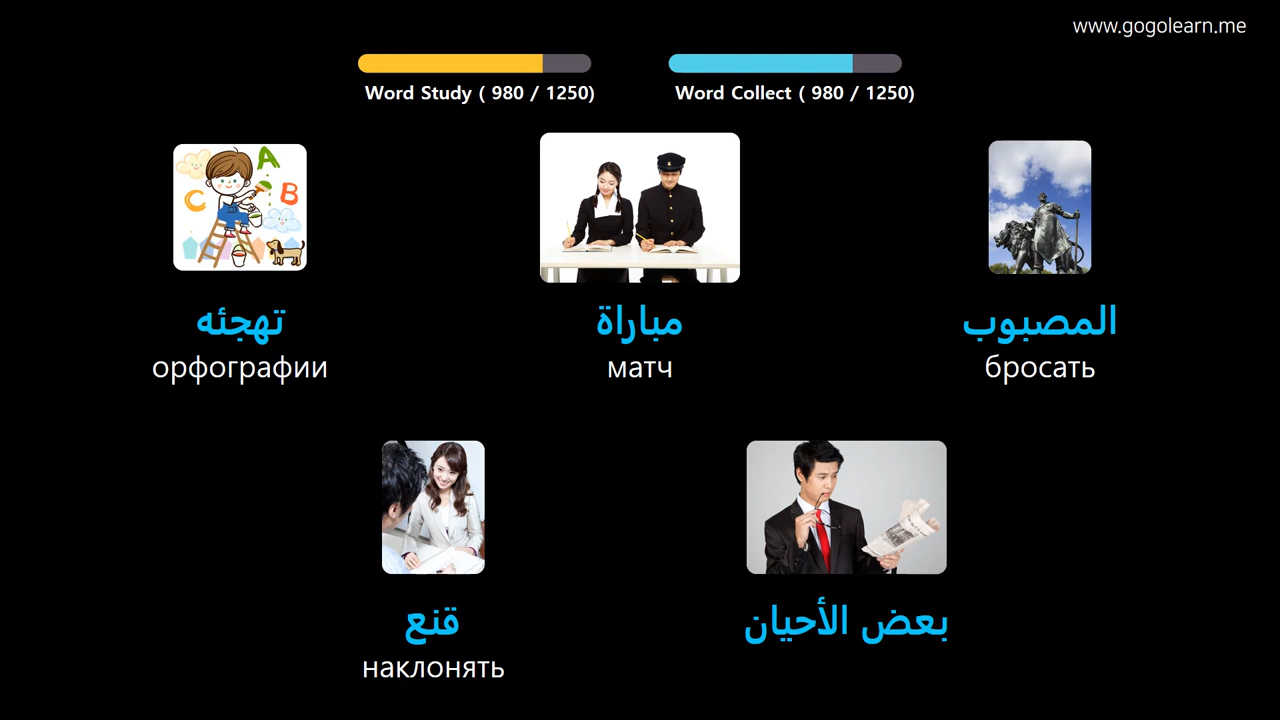 www.gogolearn.me
Word Study ( 980 / 1250)
Word Collect ( 980 / 1250)
تهجئه
орфографии
مباراة
матч
المصبوب
бросать
قنع
наклонять
بعض الأحيان